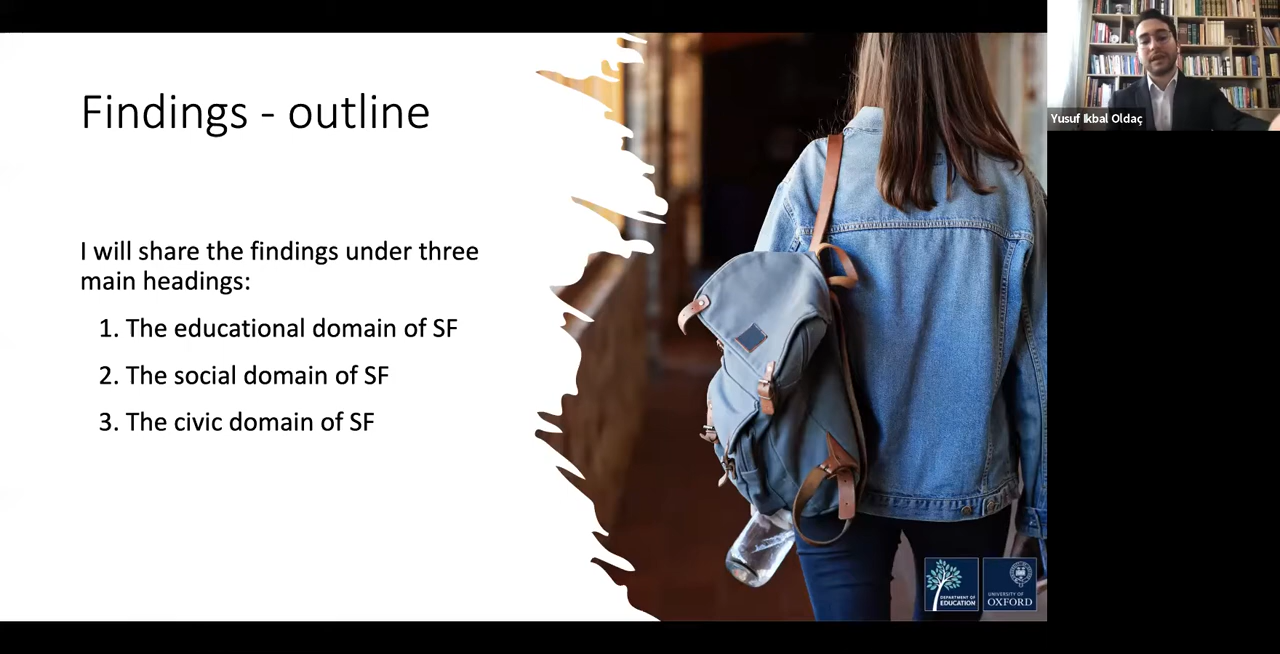 Findings - outline
I will share the findings under three
main headings:
1. The educational domain of SF
2. The social domain of SF
3. The civic domain of SF
Yusuf Ikbal Oldaç
DEPARTMENT OF
EDUCATION
UNIVERSITY OF
OXFORD